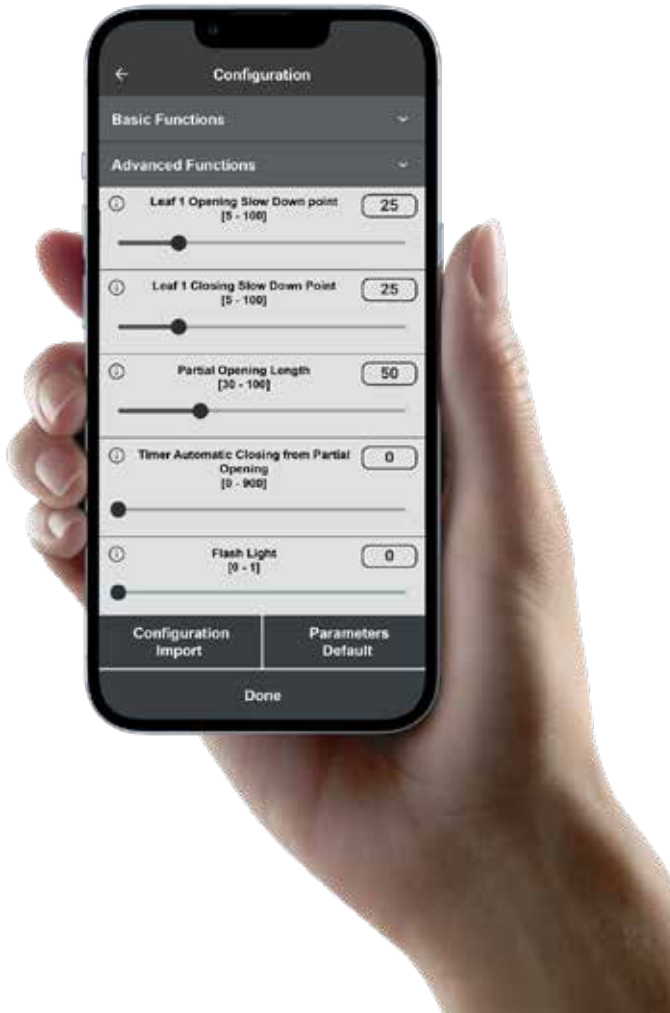 Configuration
Basic Functions
Advanced Functions
Leaf 1 Opening Slow Down point
[5 - 100]
25
Leaf 1 Closing Slow Down Point
[5 - 100]
25
Partial Opening Length
[30 - 100]
50
Timer Automatic Closing from Partial
Opening
[0 - 900]
0
Flash Light
[0 - 1]
0
Configuration
Import
Parameters
Default
Done